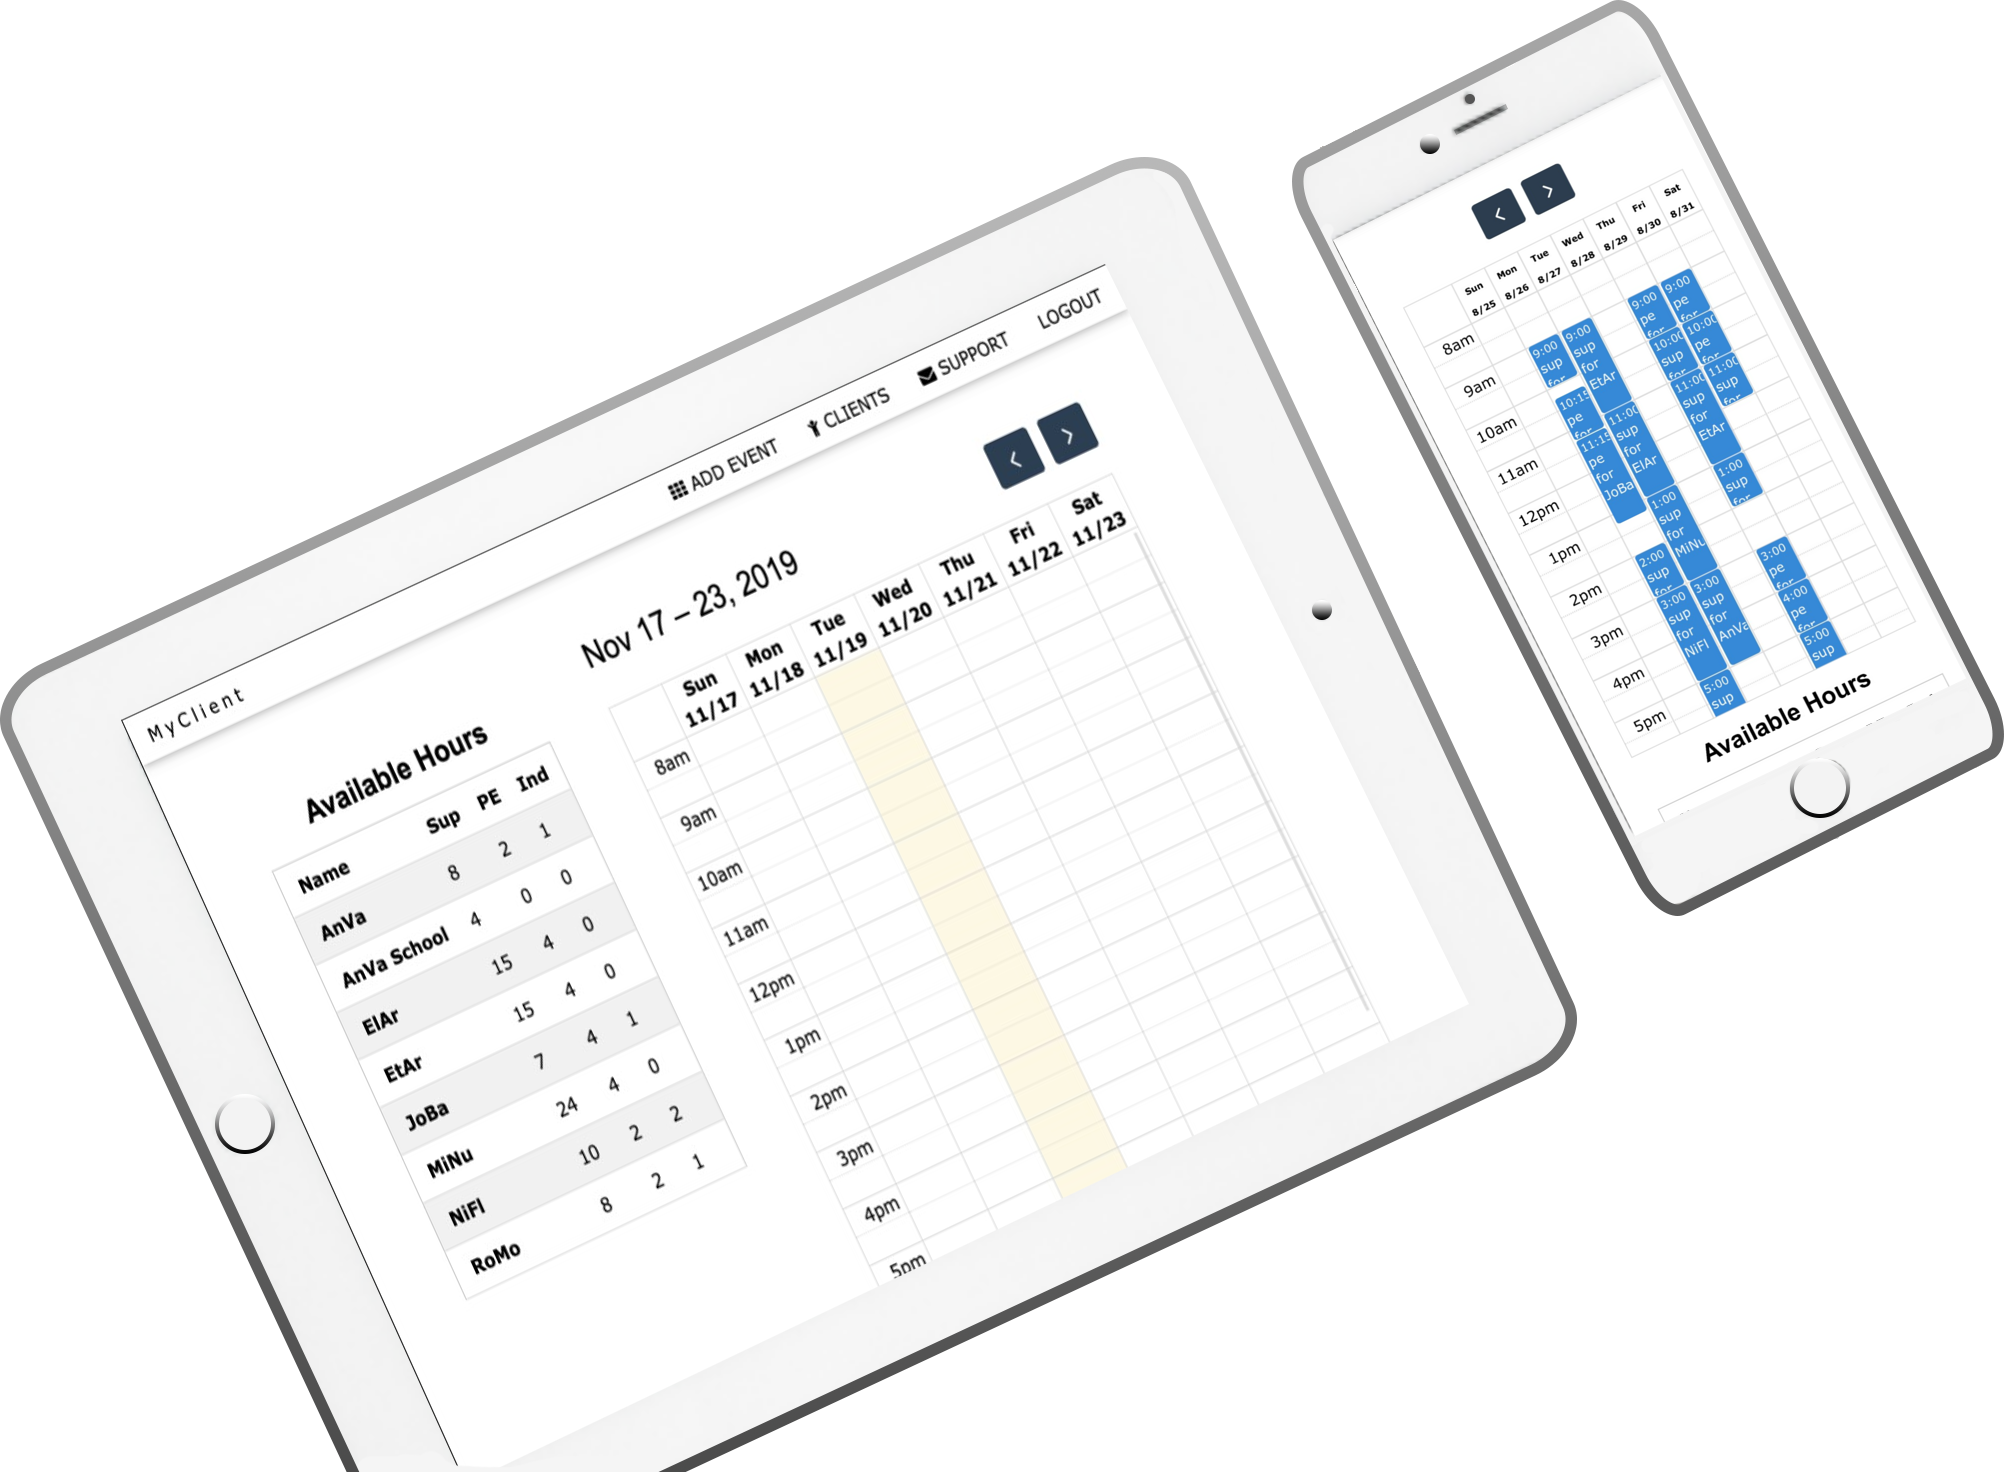 MyClient
ADD EVENT CLIENTS SUPPORT LOGOUT
Available Hours
Name Sup PE Ind
AnVa 8 2 1
AnVa School 4 0 0
ElAr 15 4 0
EtAr 15 4 0
JoBa 7 4 1
MiNu 24 4 0
NiFl 10 2 2
RoMo 8 2 1
Nov 17 – 23, 2019
< >
Sun 11/17
Mon 11/18
Tue 11/19
Wed 11/20
Thu 11/21
Fri 11/22
Sat 11/23
8am
9am
10am
11am
12pm
1pm
2pm
3pm
4pm
5pm
< >
Sun 8/25
Mon 8/26
Tue 8/27
Wed 8/28
Thu 8/29
Fri 8/30
Sat 8/31
8am
9am
10am
11am
12pm
1pm
2pm
3pm
4pm
5pm
9:00
sup
for
10:15
pe
for
11:15
pe
for
JoBa
2:00
sup
for
3:00
sup
for
NiFl
5:00
sup
9:00
sup
for
EtAr
11:00
sup
for
ElAr
1:00
sup
for
MiNu
3:00
sup
for
AnVa
9:00
pe
for
10:00
sup
for
11:00
sup
for
EtAr
1:00
sup
for
3:00
pe
for
4:00
pe
for
5:00
sup
9:00
pe
for
10:00
pe
for
11:00
sup
for
Available Hours